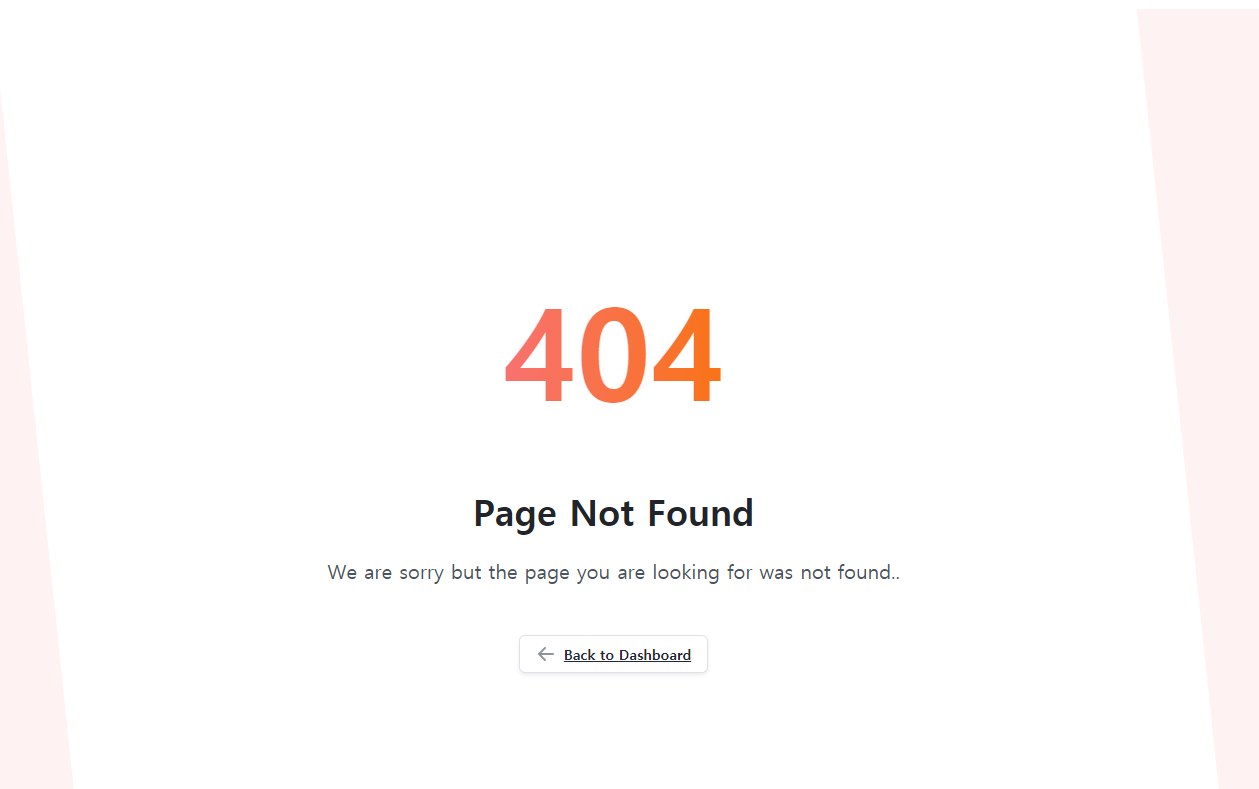 404
Page Not Found
We are sorry but the page you are looking for was not found..
Back to Dashboard